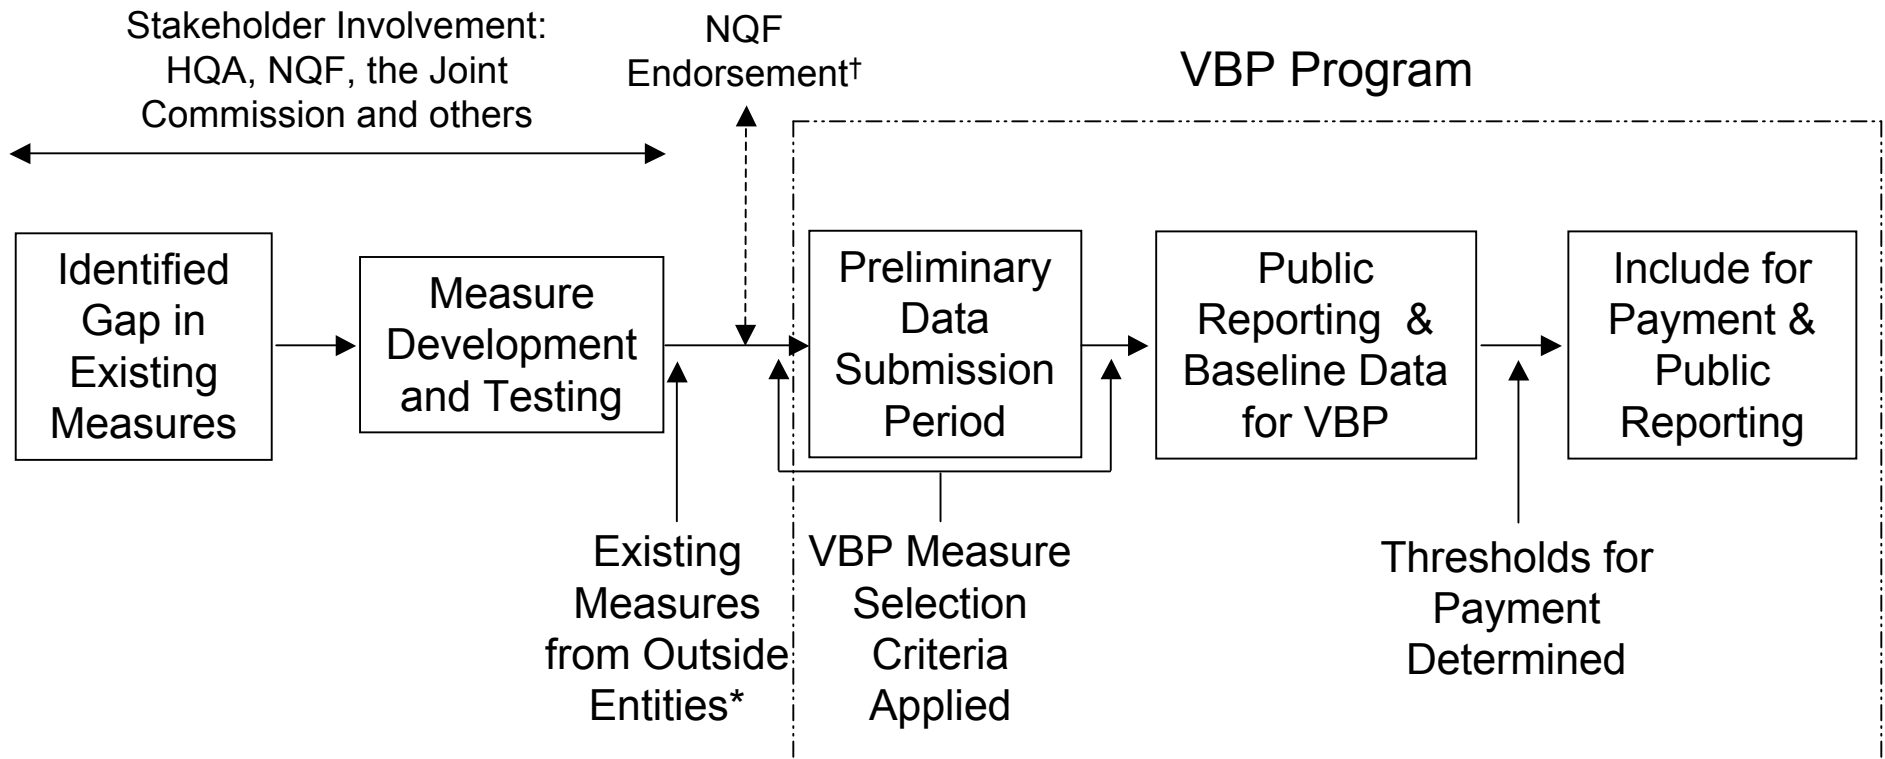 Stakeholder Involvement:
HQA, NQF, the Joint
Commission and others
NQF
Endorsement†
VBP Program
Identified
Gap in
Existing
Measures
Measure
Development
and Testing
Preliminary
Data
Submission
Period
Public
Reporting &
Baseline Data
for VBP
Include for
Payment &
Public
Reporting
Existing
Measures
from Outside
Entities*
VBP Measure
Selection
Criteria
Applied
Thresholds for
Payment
Determined